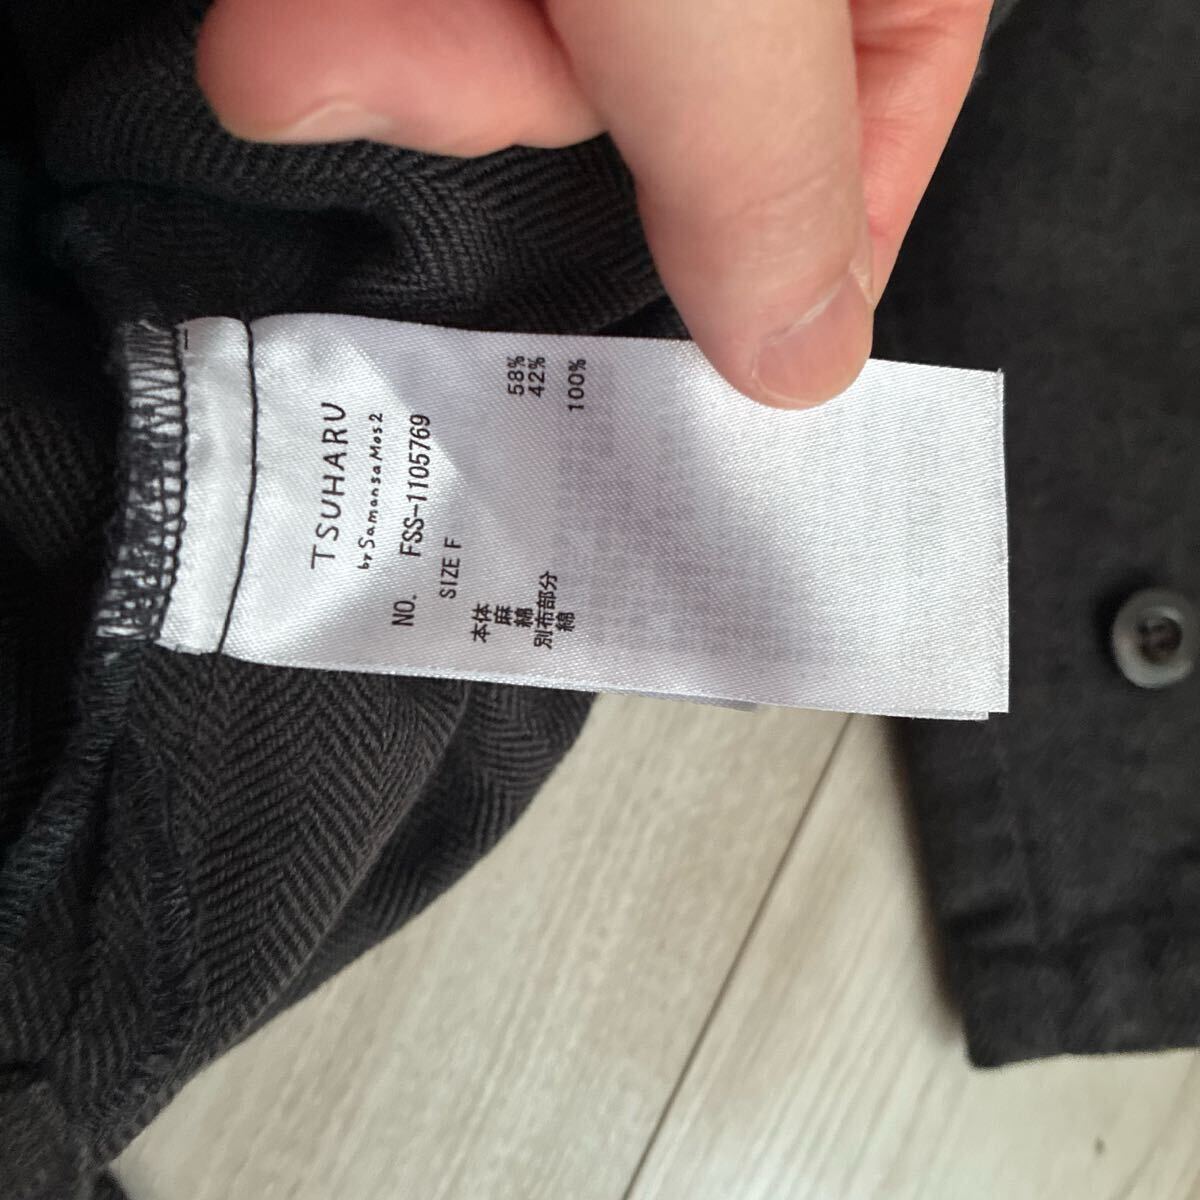 TSUHARU
by Samansa Mos2
NO. FSS-1105769
SIZE F
本体
麻 58%
綿 42%
別布部分
綿 100%